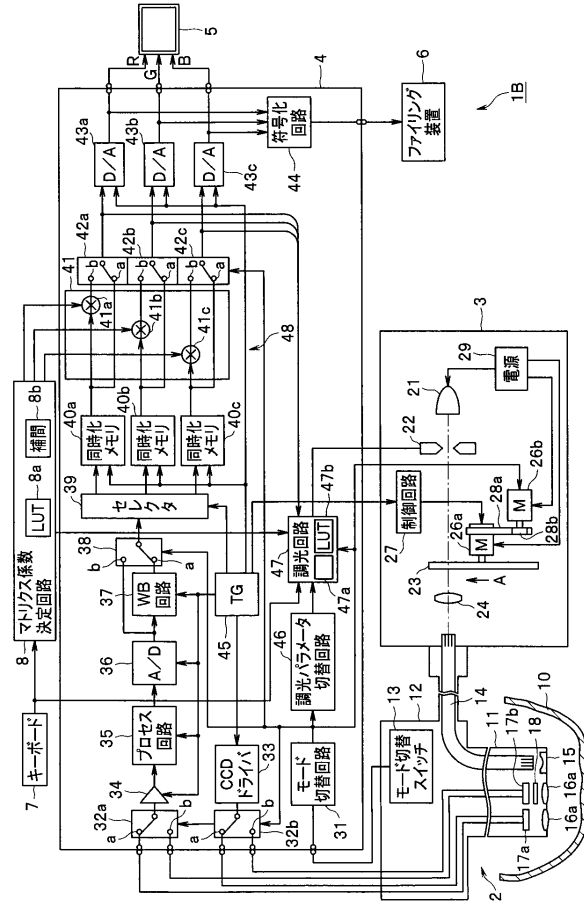 7
キーボード
8
マトリクス係数
決定回路
8a
LUT
8b
補間
32a
a
b
34
35
プロセス
回路
36
A/D
37
WB
回路
38
b
a
39
セレクタ
40a
同時化
メモリ
40b
同時化
メモリ
40c
同時化
メモリ
41
41a
41b
41c
42a
b
a
42b
b
a
42c
b
a
43a
D/A
43b
D/A
43c
D/A
R
G
B
5
4
44
符号化
回路
6
ファイリング
装置
1B
48
32b
a
b
33
CCD
ドライバ
45
TG
31
モード
切替回路
46
調光パラメータ
切替回路
47
調光回路
LUT
47a
47b
13
モード切替
スイッチ
12
14
11
17b
18
17a
15
16a
16a
10
2
3
21
22
29
電源
27
制御回路
26a
M
26b
M
28a
28b
23
24
A